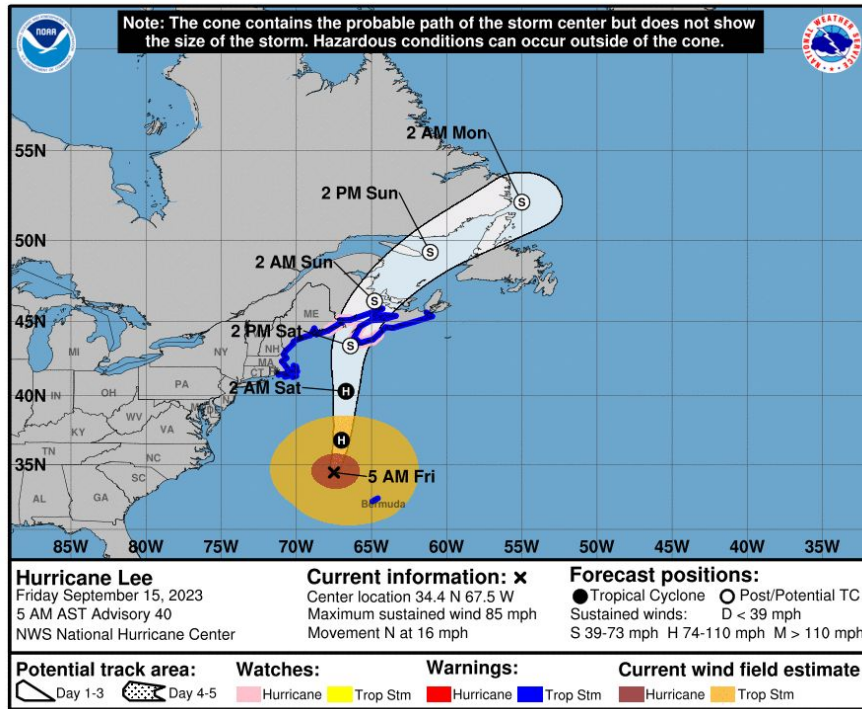 Note: The cone contains the probable path of the storm center but does not show
the size of the storm. Hazardous conditions can occur outside of the cone.
NOAA
NATIONAL WEATHER SERVICE
2 AM Mon
55N
2 PM Sun
50N
2 AM Sun
ME
45N
2 PM Sat
MI
NY
NH
MA
CT
2 AM Sat
40N
PA
IN
OH
WV
VA
KY
NC
TN
35N
5 AM Fri
SC
AL
GA
Bermuda
S
S
S
S
H
H
85W 80W 75W 70W 65W 60W 55W 50W 45W 40W 35W
Hurricane Lee
Friday September 15, 2023
5 AM AST Advisory 40
NWS National Hurricane Center
Current information: x
Center location 34.4 N 67.5 W
Maximum sustained wind 85 mph
Movement N at 16 mph
Forecast positions:
Tropical Cyclone Post/Potential TC
Sustained winds: D < 39 mph
S 39-73 mph H 74-110 mph M > 110 mph
Potential track area:
Day 1-3 Day 4-5
Watches:
Hurricane Trop Stm
Warnings:
Hurricane Trop Stm
Current wind field estimate
Hurricane Trop Stm